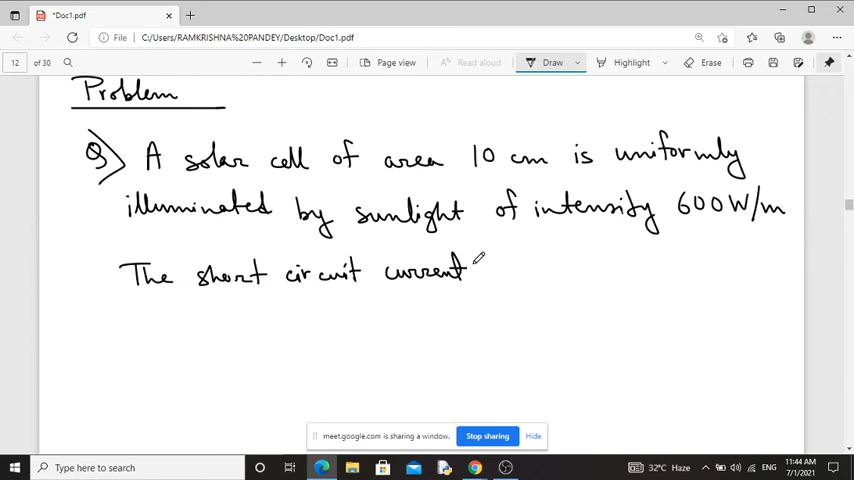 *Doc1.pdf
File
C:/Users/RAMKRISHNA%20PANDEY/Desktop/Doc1.pdf
12 of 30
Page view
Read aloud
Draw
Highlight
Erase
Problem
Q A solar cell of area 10 cm is uniformly
illuminated by sunlight of intensity 600W/m
The short circuit current
meet.google.com is sharing a window.
Stop sharing
Hide
Type here to search
32°C Haze
ENG
11:44 AM
7/1/2021